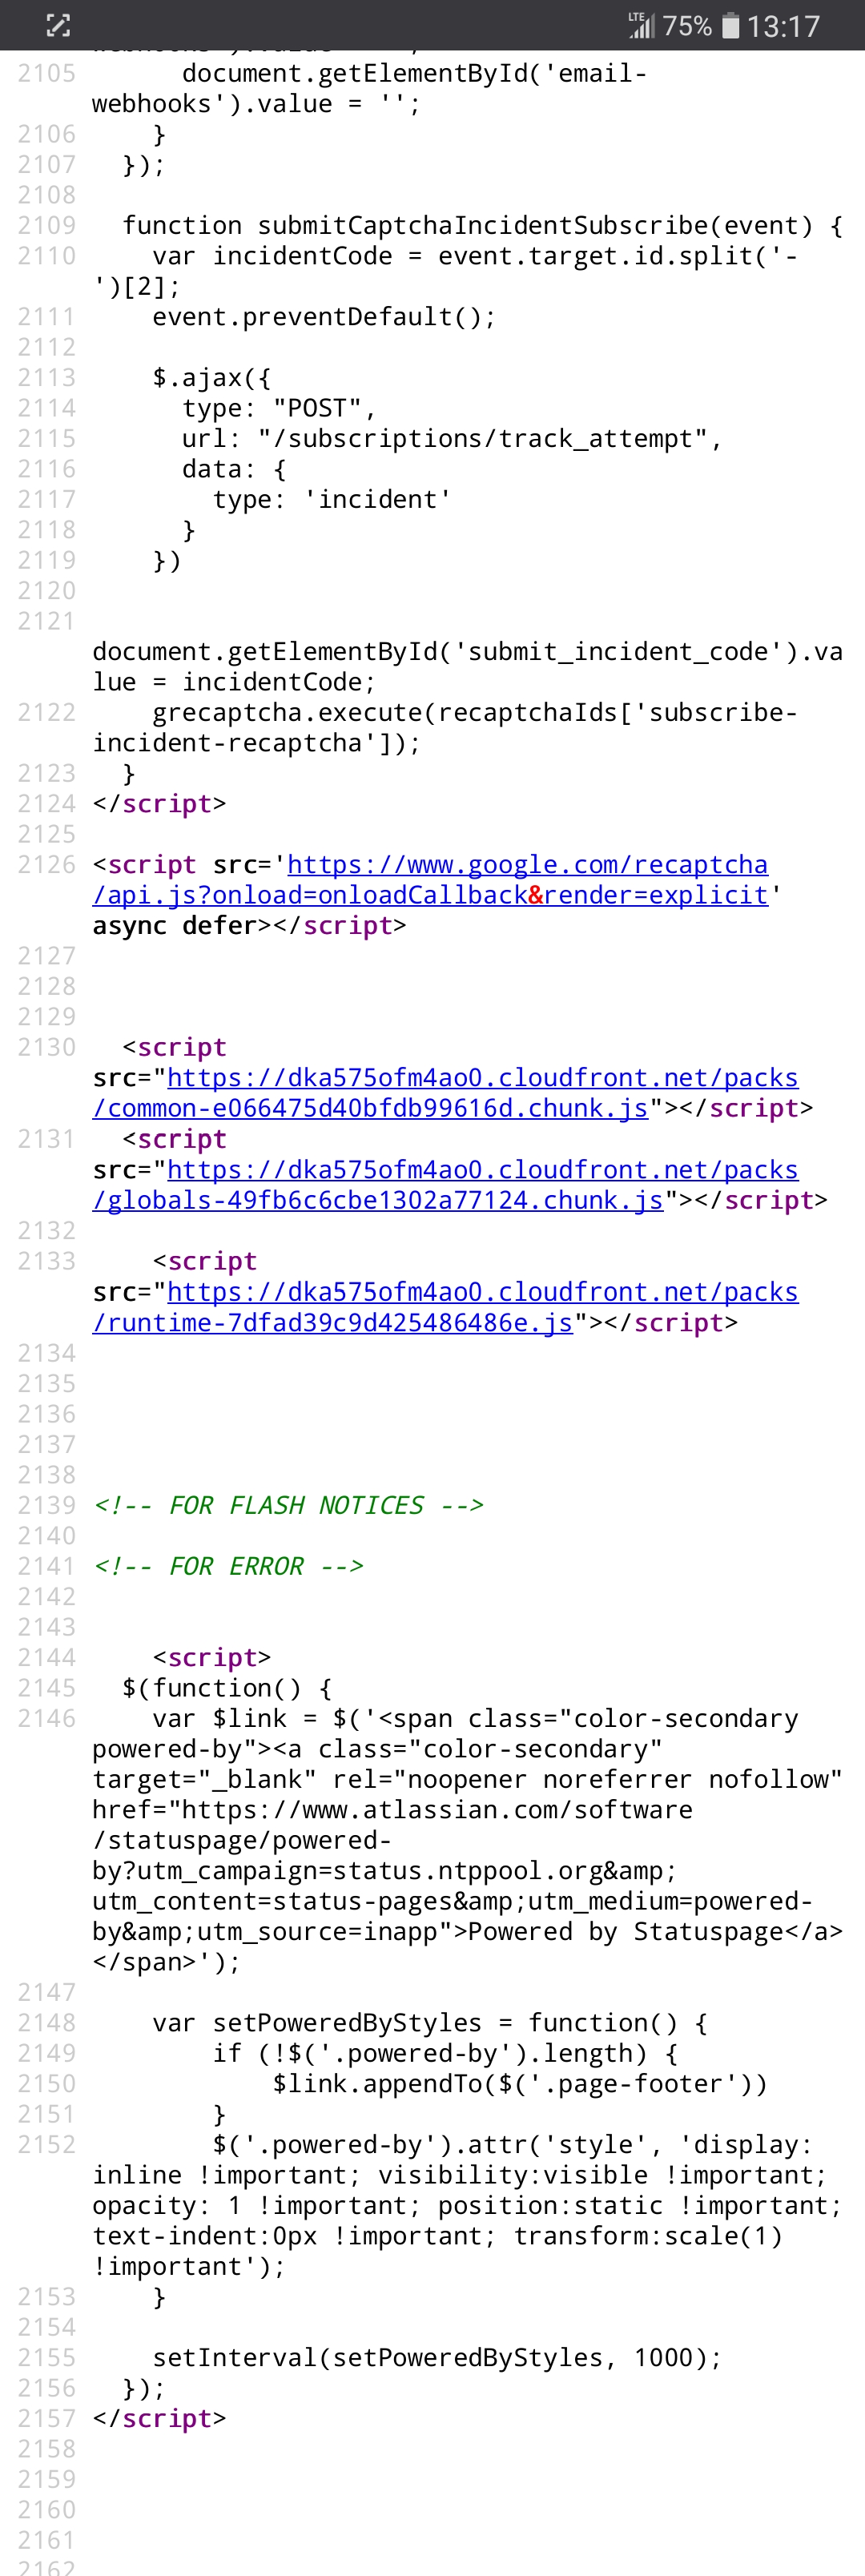 LTE 75% 13:17
2105       document.getElementById('email-
webhooks').value = '';
2106     }
2107   });
2108
2109   function submitCaptchaIncidentSubscribe(event) {
2110     var incidentCode = event.target.id.split('-
')[2];
2111     event.preventDefault();
2112
2113     $.ajax({
2114       type: "POST",
2115       url: "/subscriptions/track_attempt",
2116       data: {
2117         type: 'incident'
2118       }
2119     })
2120
2121
document.getElementById('submit_incident_code').va
lue = incidentCode;
2122     grecaptcha.execute(recaptchaIds['subscribe-
incident-recaptcha']);
2123   }
2124 </script>
2125
2126 <script src='https://www.google.com/recaptcha
/api.js?onload=onloadCallback&render=explicit'
async defer></script>
2127
2128
2129
2130   <script
src="https://dka575ofm4ao0.cloudfront.net/packs
/common-e066475d40bfdb99616d.chunk.js"></script>
2131   <script
src="https://dka575ofm4ao0.cloudfront.net/packs
/globals-49fb6c6cbe1302a77124.chunk.js"></script>
2132
2133     <script
src="https://dka575ofm4ao0.cloudfront.net/packs
/runtime-7dfad39c9d425486486e.js"></script>
2134
2135
2136
2137
2138
2139 <!-- FOR FLASH NOTICES -->
2140
2141 <!-- FOR ERROR -->
2142
2143
2144     <script>
2145   $(function() {
2146     var $link = $('<span class="color-secondary
powered-by"><a class="color-secondary"
target="_blank" rel="noopener noreferrer nofollow"
href="https://www.atlassian.com/software
/statuspage/powered-
by?utm_campaign=status.ntppool.org&amp;
utm_content=status-pages&amp;utm_medium=powered-
by&amp;utm_source=inapp">Powered by Statuspage</a>
</span>');
2147
2148     var setPoweredByStyles = function() {
2149         if (!$('.powered-by').length) {
2150             $link.appendTo($('.page-footer'))
2151         }
2152         $('.powered-by').attr('style', 'display:
inline !important; visibility:visible !important;
opacity: 1 !important; position:static !important;
text-indent:0px !important; transform:scale(1)
!important');
2153     }
2154
2155     setInterval(setPoweredByStyles, 1000);
2156   });
2157 </script>
2158
2159
2160
2161
2162